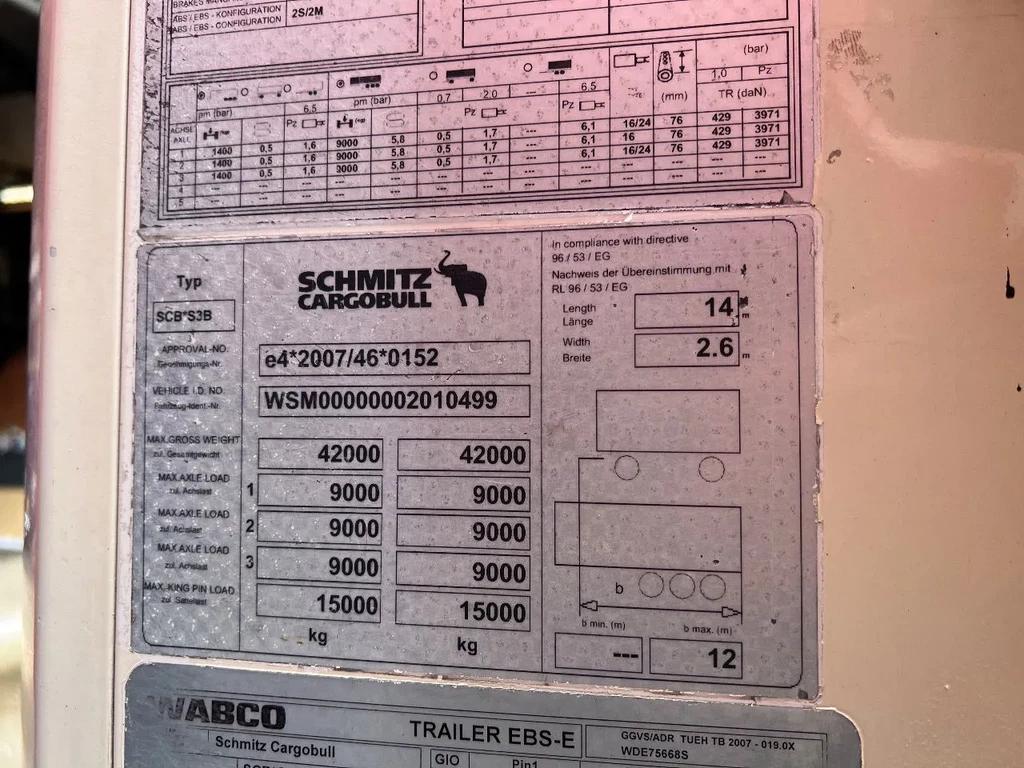 BRAKES MANUF
ABS / EBS - KONFIGURATION 2S/2M
ABS / EBS - CONFIGURATION
(bar)
1,0 Pz
pm (bar) 6.5 pm (bar) 0,7 2.0 --- 6.5 (mm) TR (daN)
ACHSE Pz Pz Pz
AXLE
1 1400 0,5 1,6 9000 5,8 0,5 1,7 --- 6,1 16/24 76 429 3971
2 1400 0,5 1,6 9000 5,8 0,5 1,7 --- 6,1 16 76 429 3971
3 1400 0,5 1,6 9000 5,8 0,5 1,7 --- 6,1 16/24 76 429 3971
4 --- --- --- --- --- --- --- --- --- --- --- --- ---
5 --- --- --- --- --- --- --- --- --- --- --- --- ---
Typ
SCB*S3B
SCHMITZ
CARGOBULL
APPROVAL-NO.
Genehmigungs-Nr.
e4*2007/46*0152
VEHICLE I.D. NO.
Fahrzeug-Ident.-Nr.
WSM00000002010499
MAX.GROSS WEIGHT
zul. Gesamtgewicht
42000 42000
MAX.AXLE LOAD
zul. Achslast
1 9000 9000
MAX.AXLE LOAD
zul. Achslast
2 9000 9000
MAX.AXLE LOAD
zul. Achslast
3 9000 9000
MAX. KING PIN LOAD
zul. Sattellast
15000 15000
kg kg
In compliance with directive
96 / 53 / EG
Nachweis der Übereinstimmung mit
RL 96 / 53 / EG
Length
Länge
14 m
Width
Breite
2.6 m
b
b min. (m) b max. (m)
--- 12
WABCO
TRAILER EBS-E
GGVS/ADR TUEH TB 2007 - 019.0X
WDE75668S
Schmitz Cargobull
GIO Pin1